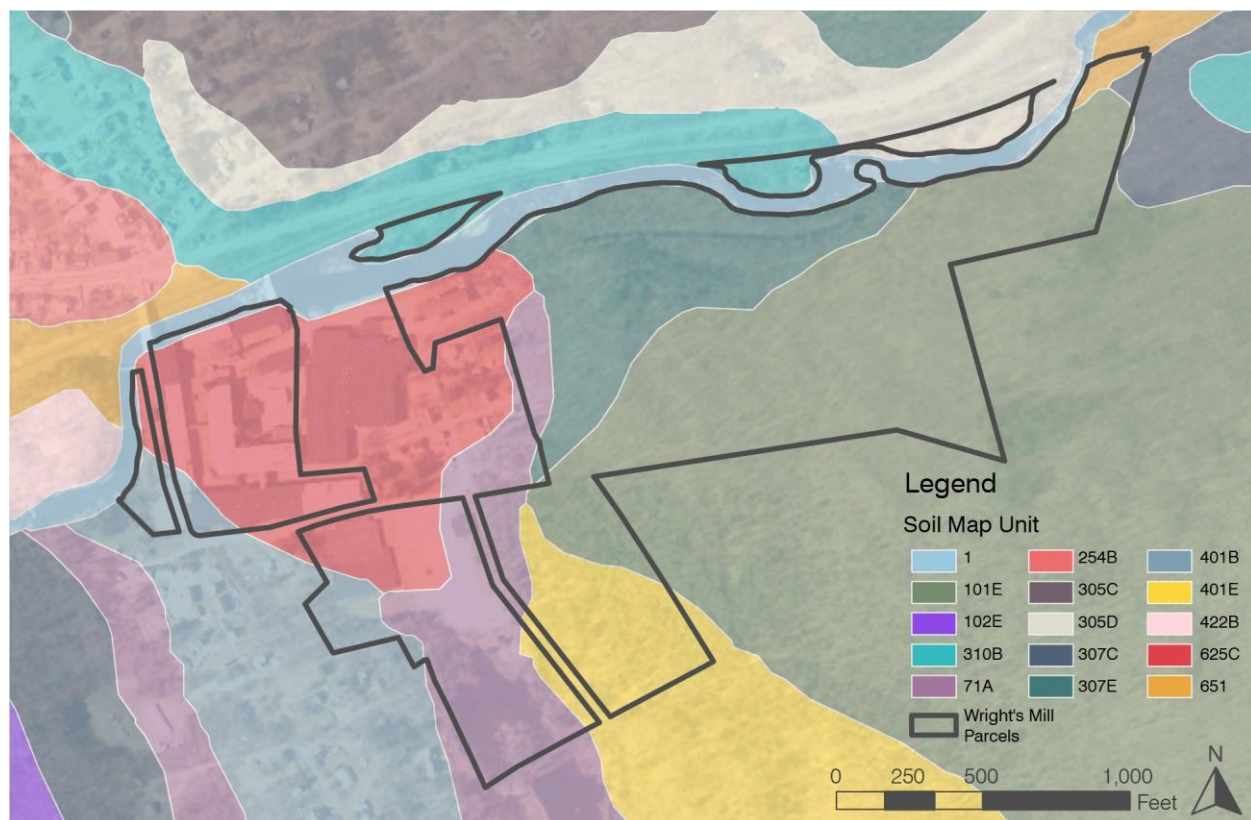 Legend
Soil Map Unit
1
254B
401B
101E
305C
401E
102E
305D
422B
310B
307C
625C
71A
307E
651
Wright's Mill
Parcels
N
0 250 500 1,000
Feet